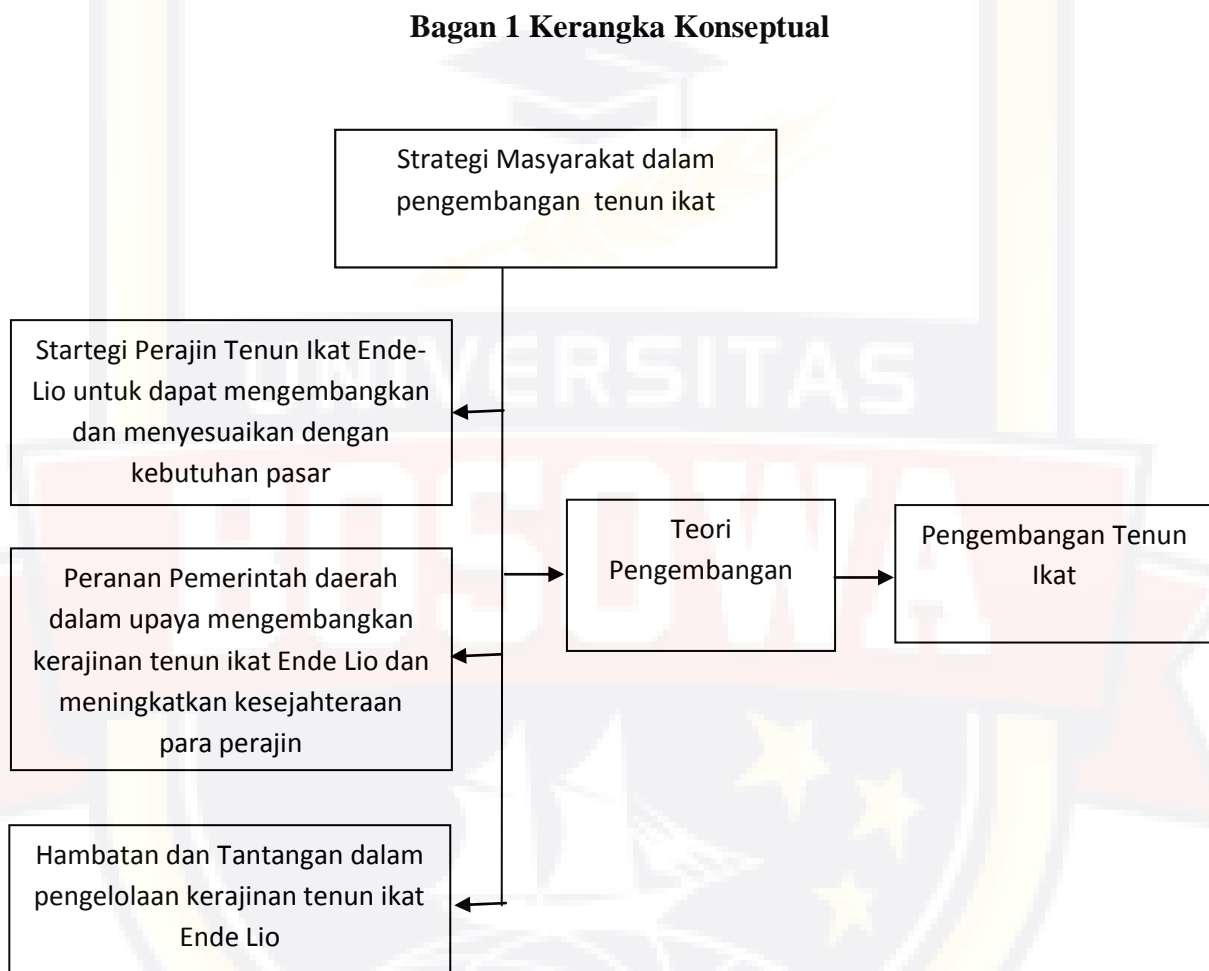 Bagan 1 Kerangka Konseptual
Strategi Masyarakat dalam
pengembangan tenun ikat
Startegi Perajin Tenun Ikat Ende-
Lio untuk dapat mengembangkan
dan menyesuaikan dengan
kebutuhan pasar
Peranan Pemerintah daerah
dalam upaya mengembangkan
kerajinan tenun ikat Ende Lio dan
meningkatkan kesejahteraan
para perajin
Hambatan dan Tantangan dalam
pengelolaan kerajinan tenun ikat
Ende Lio
Teori
Pengembangan
Pengembangan Tenun
Ikat
UNIVERSITAS
BOSOWA